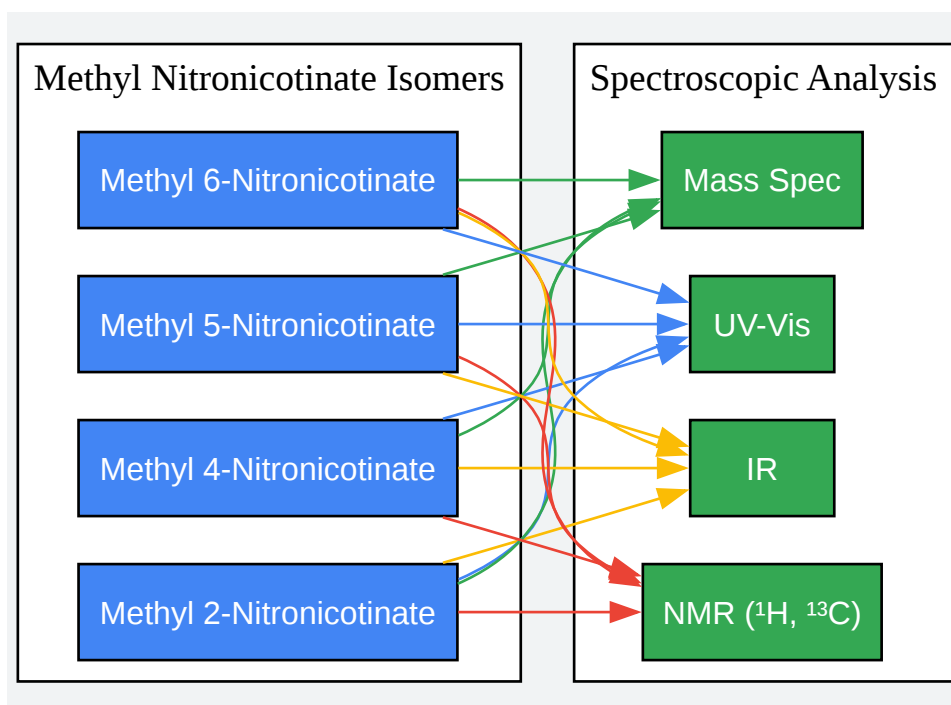 Methyl Nitronicotinate Isomers
Methyl 6-Nitronicotinate
Methyl 5-Nitronicotinate
Methyl 4-Nitronicotinate
Methyl 2-Nitronicotinate
Spectroscopic Analysis
Mass Spec
UV-Vis
IR
NMR (¹H, ¹³C)